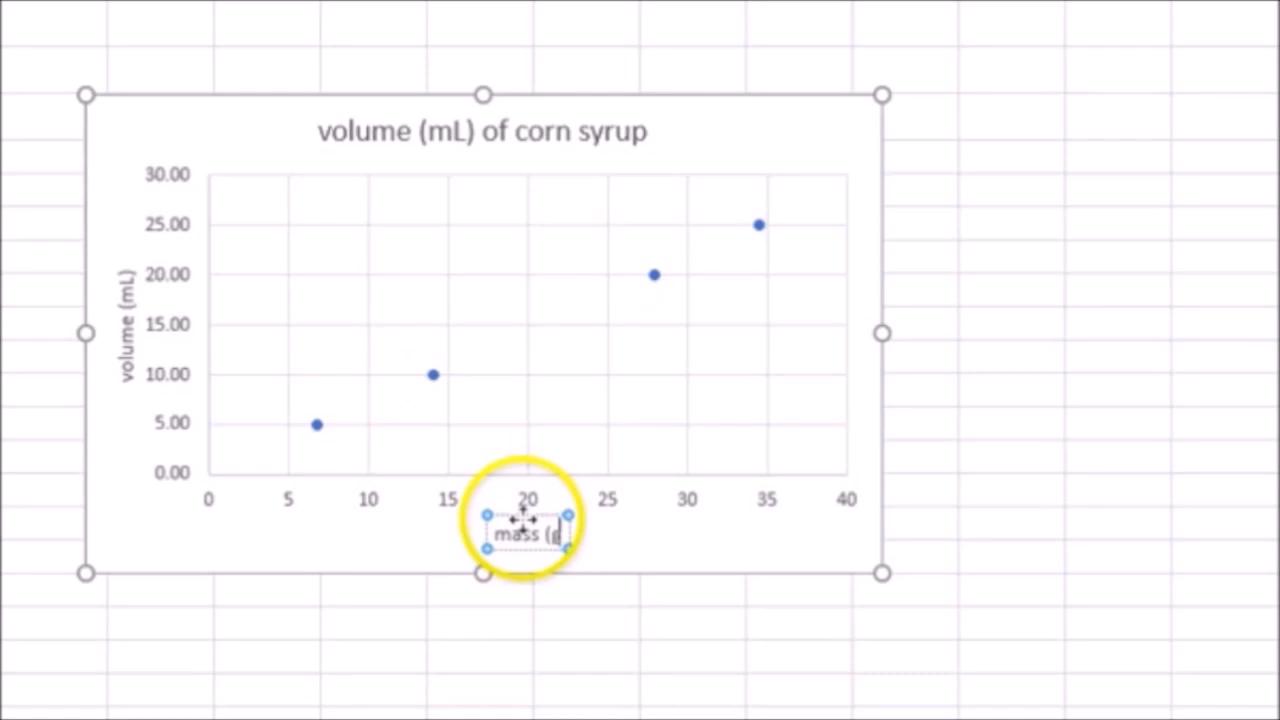 volume (mL) of corn syrup
30.00
25.00
20.00
15.00
10.00
5.00
0.00
volume (mL)
0 5 10 15 20 25 30 35 40
mass (g